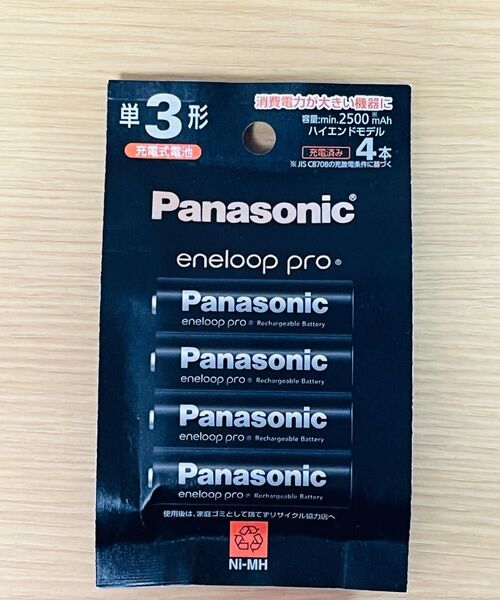 単3形
充電式電池
消費電力が大きい機器に
容量:min.2500※mAh
ハイエンドモデル
充電済み 4本
※JIS C8708の充放電条件に基づく
Panasonic®
eneloop pro®
Panasonic
eneloop pro® Rechargeable Battery
Panasonic
eneloop pro® Rechargeable Battery
Panasonic
eneloop pro® Rechargeable Battery
Panasonic
eneloop pro® Rechargeable Battery
使用後は、家庭ゴミとして捨てずリサイクル協力店へ
Ni-MH